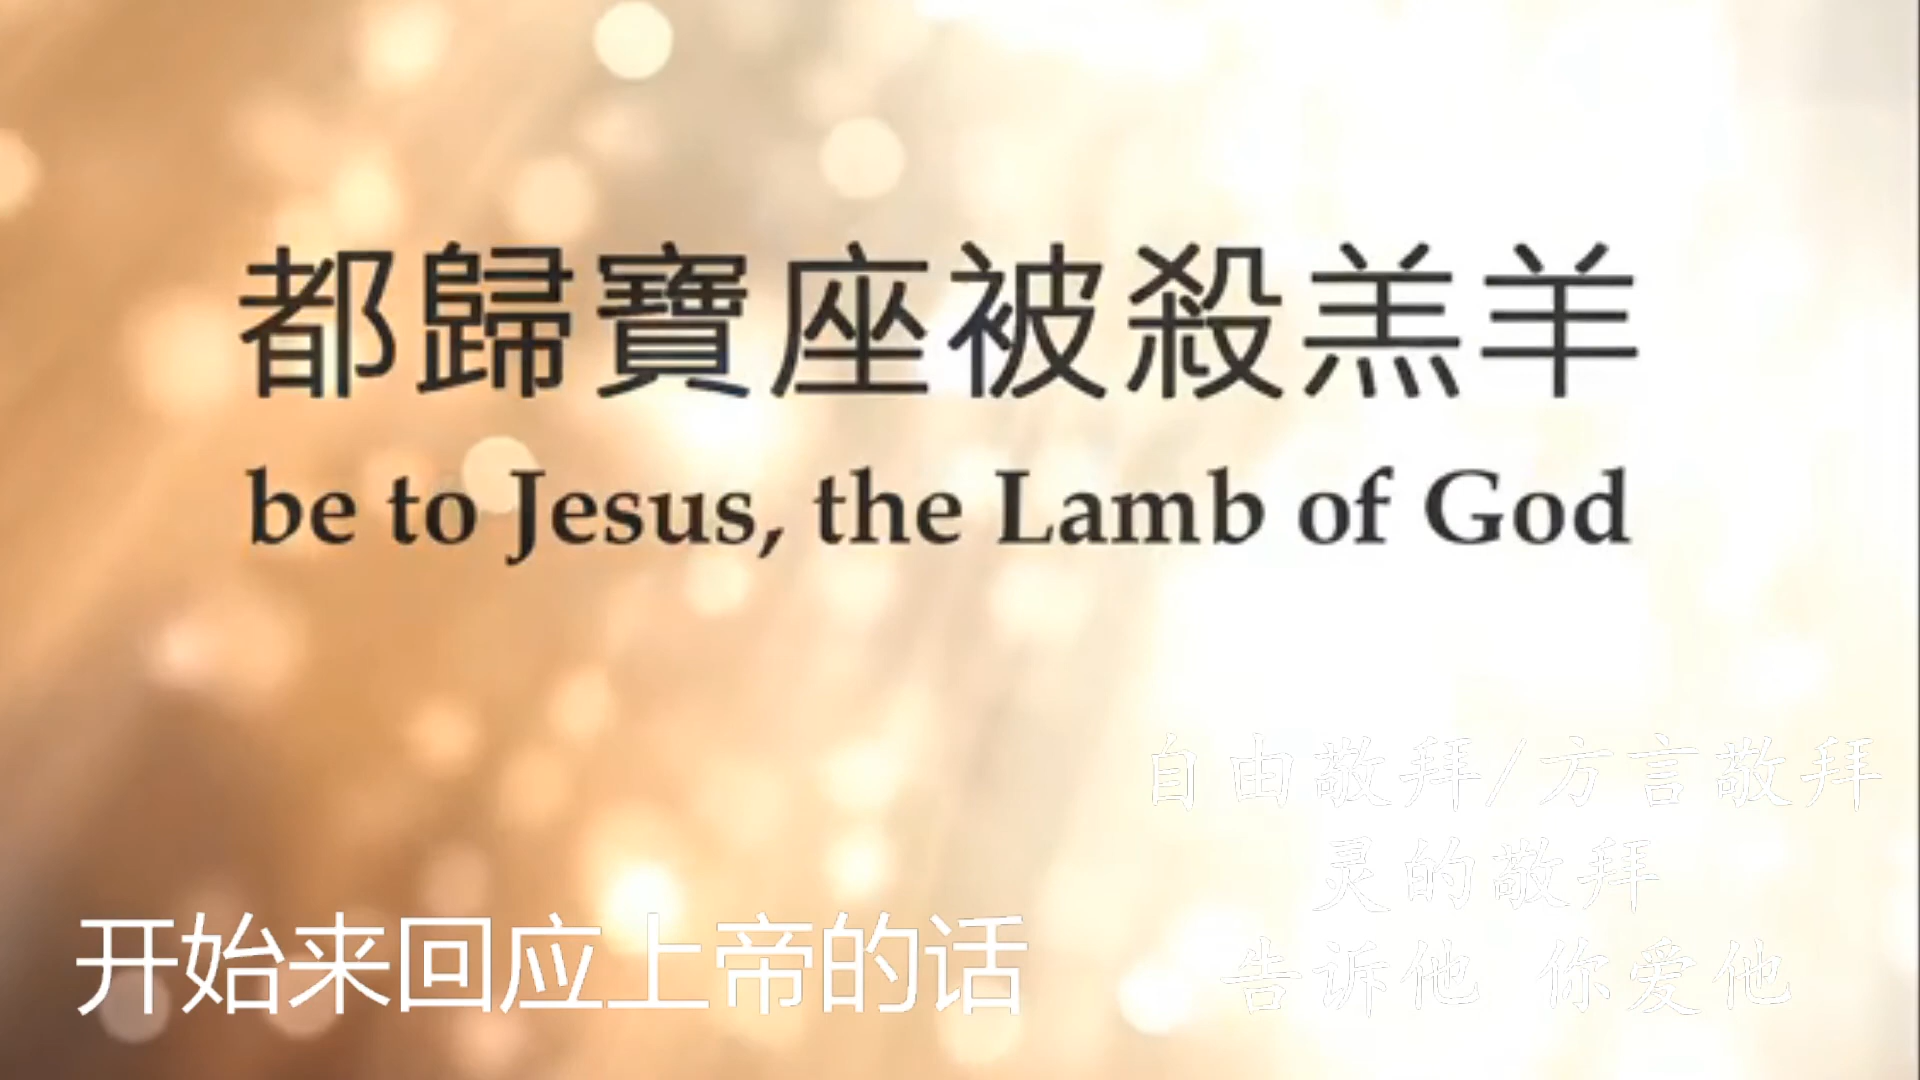 都歸寶座被殺羔羊
be to Jesus, the Lamb of God
自由敬拜/方言敬拜
灵的敬拜
告诉他 你爱他
开始来回应上帝的话